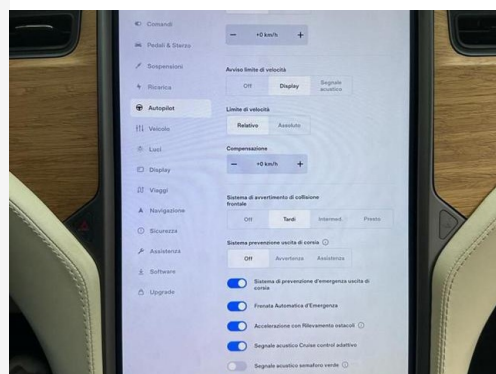 Comandi
Pedali & Sterzo
Sospensioni
Ricarica
Autopilot
Veicolo
Luci
Display
Viaggi
Navigazione
Sicurezza
Assistenza
Software
Upgrade
− +0 km/h +
Avviso limite di velocità
Off Display Segnale
acustico
Limite di velocità
Relativo Assoluto
Compensazione
− +0 km/h +
Sistema di avvertimento di collisione
frontale
Off Tardi Intermed. Presto
Sistema prevenzione uscita di corsia
Off Avvertenza Assistenza
Sistema di prevenzione d'emergenza uscita di
corsia
Frenata Automatica d'Emergenza
Accelerazione con Rilevamento ostacoli
Segnale acustico Cruise control adattivo
Segnale acustico semaforo verde